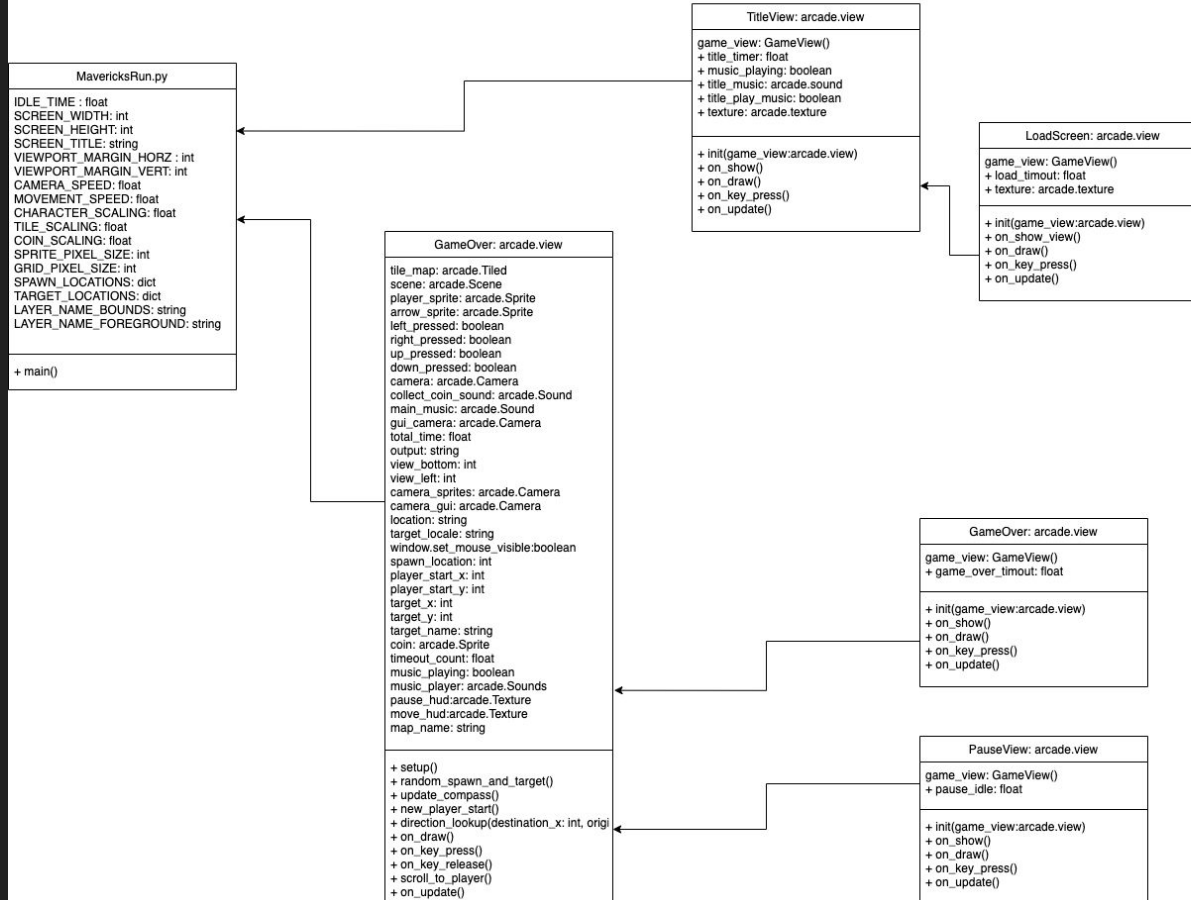 MavericksRun.py
IDLE_TIME : float
SCREEN_WIDTH: int
SCREEN_HEIGHT: int
SCREEN_TITLE: string
VIEWPORT_MARGIN_HORZ : int
VIEWPORT_MARGIN_VERT: int
CAMERA_SPEED: float
MOVEMENT_SPEED: float
CHARACTER_SCALING: float
TILE_SCALING: float
COIN_SCALING: float
SPRITE_PIXEL_SIZE: int
GRID_PIXEL_SIZE: int
SPAWN_LOCATIONS: dict
TARGET_LOCATIONS: dict
LAYER_NAME_BOUNDS: string
LAYER_NAME_FOREGROUND: string
+ main()
TitleView: arcade.view
game_view: GameView()
+ title_timer: float
+ music_playing: boolean
+ title_music: arcade.sound
+ title_play_music: boolean
+ texture: arcade.texture
+ init(game_view:arcade.view)
+ on_show()
+ on_draw()
+ on_key_press()
+ on_update()
LoadScreen: arcade.view
game_view: GameView()
+ load_timout: float
+ texture: arcade.texture
+ init(game_view:arcade.view)
+ on_show_view()
+ on_draw()
+ on_key_press()
+ on_update()
GameOver: arcade.view
tile_map: arcade.Tiled
scene: arcade.Scene
player_sprite: arcade.Sprite
arrow_sprite: arcade.Sprite
left_pressed: boolean
right_pressed: boolean
up_pressed: boolean
down_pressed: boolean
camera: arcade.Camera
collect_coin_sound: arcade.Sound
main_music: arcade.Sound
gui_camera: arcade.Camera
total_time: float
output: string
view_bottom: int
view_left: int
camera_sprites: arcade.Camera
camera_gui: arcade.Camera
location: string
target_locale: string
window.set_mouse_visible:boolean
spawn_location: int
player_start_x: int
player_start_y: int
target_x: int
target_y: int
target_name: string
coin: arcade.Sprite
timeout_count: float
music_playing: boolean
music_player: arcade.Sounds
pause_hud:arcade.Texture
move_hud:arcade.Texture
map_name: string
+ setup()
+ random_spawn_and_target()
+ update_compass()
+ new_player_start()
+ direction_lookup(destination_x: int, origi
+ on_draw()
+ on_key_press()
+ on_key_release()
+ scroll_to_player()
+ on_update()
GameOver: arcade.view
game_view: GameView()
+ game_over_timout: float
+ init(game_view:arcade.view)
+ on_show()
+ on_draw()
+ on_key_press()
+ on_update()
PauseView: arcade.view
game_view: GameView()
+ pause_idle: float
+ init(game_view:arcade.view)
+ on_show()
+ on_draw()
+ on_key_press()
+ on_update()